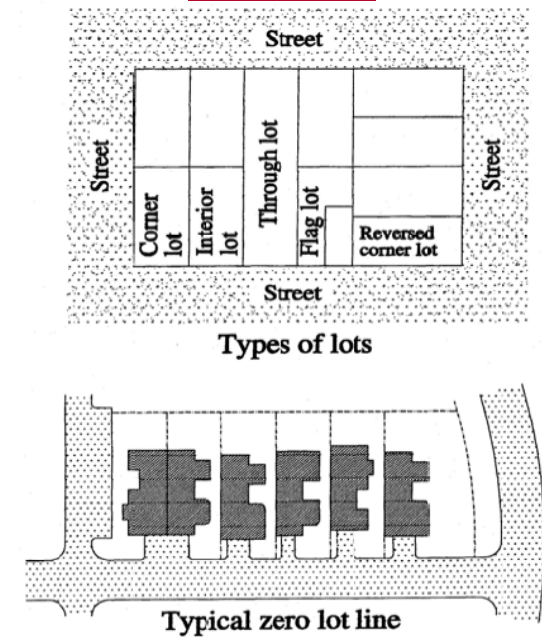 Street
Street
Street
Corner
lot
Interior
lot
Through lot
Flag lot
Reversed
corner lot
Street
Types of lots
Typical zero lot line